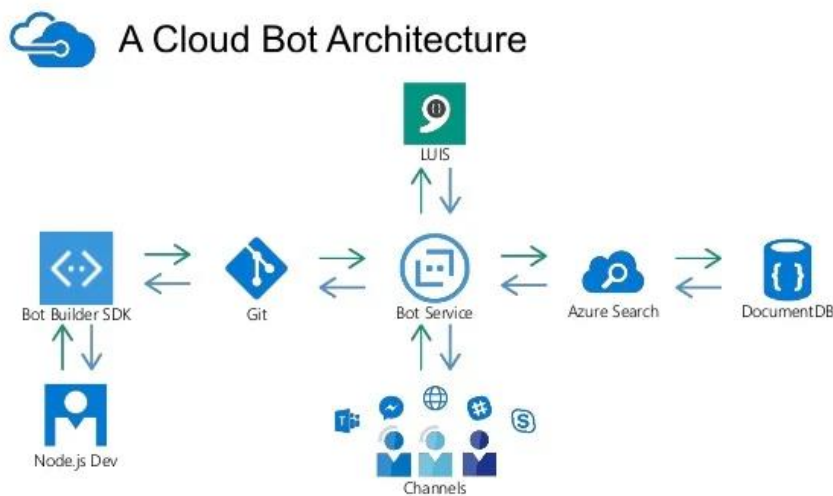 A Cloud Bot Architecture
LUIS
Bot Builder SDK
Git
Bot Service
Azure Search
DocumentDB
Node.js Dev
Channels